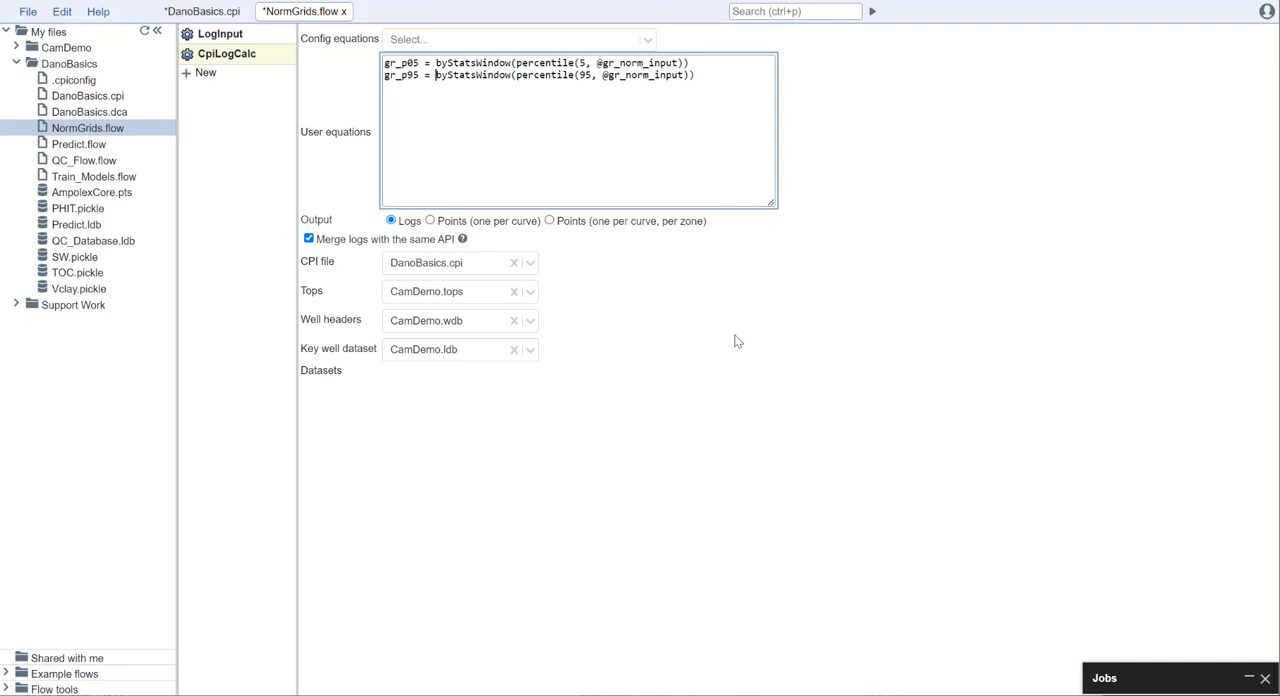 File Edit Help *DanoBasics.cpi *NormGrids.flow x Search (ctrl+p)
My files
CamDemo
DanoBasics
.cpiconfig
DanoBasics.cpi
DanoBasics.dca
NormGrids.flow
Predict.flow
QC_Flow.flow
Train_Models.flow
AmpolexCore.pts
PHIT.pickle
Predict.ldb
QC_Database.ldb
SW.pickle
TOC.pickle
Vclay.pickle
Support Work
Shared with me
Example flows
Flow tools
LogInput
CpiLogCalc
+ New
Config equations Select...
User equations
gr_p05 = byStatsWindow(percentile(5, @gr_norm_input))
gr_p95 = byStatsWindow(percentile(95, @gr_norm_input))
Output Logs Points (one per curve) Points (one per curve, per zone)
Merge logs with the same API
CPI file DanoBasics.cpi
Tops CamDemo.tops
Well headers CamDemo.wdb
Key well dataset CamDemo.ldb
Datasets
Jobs